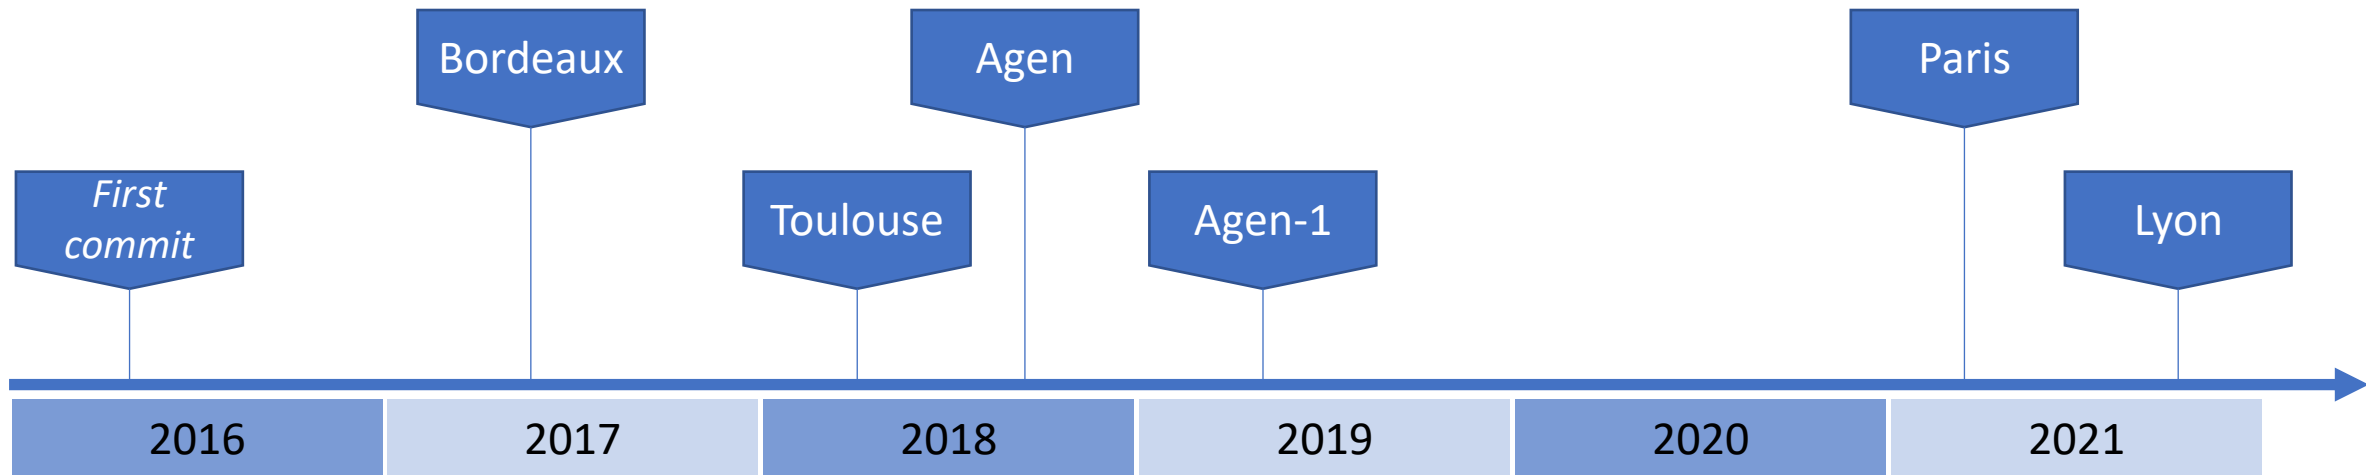 Bordeaux
Agen
Paris
First
commit
Toulouse
Agen-1
Lyon
2016
2017
2018
2019
2020
2021